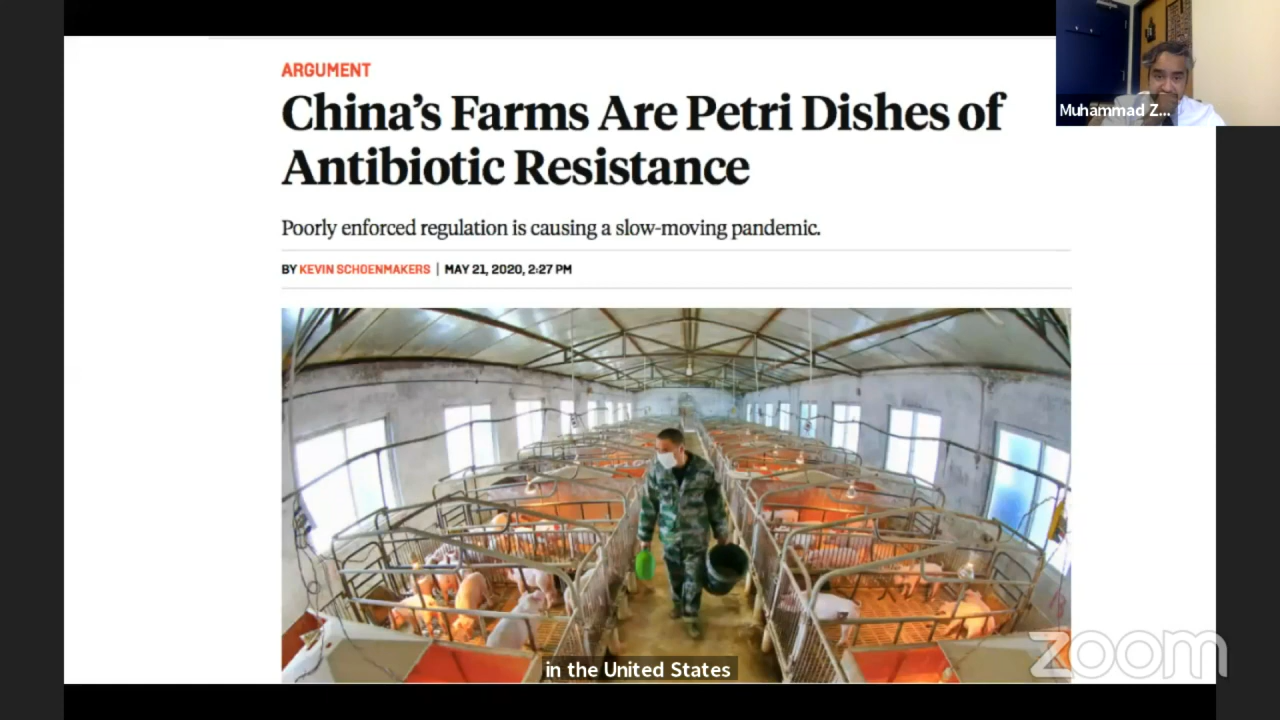 ARGUMENT
China's Farms Are Petri Dishes of
Antibiotic Resistance
Poorly enforced regulation is causing a slow-moving pandemic.
BY KEVIN SCHOENMAKERS | MAY 21, 2020, 2:27 PM
Muhammad Z...
in the United States
zoom